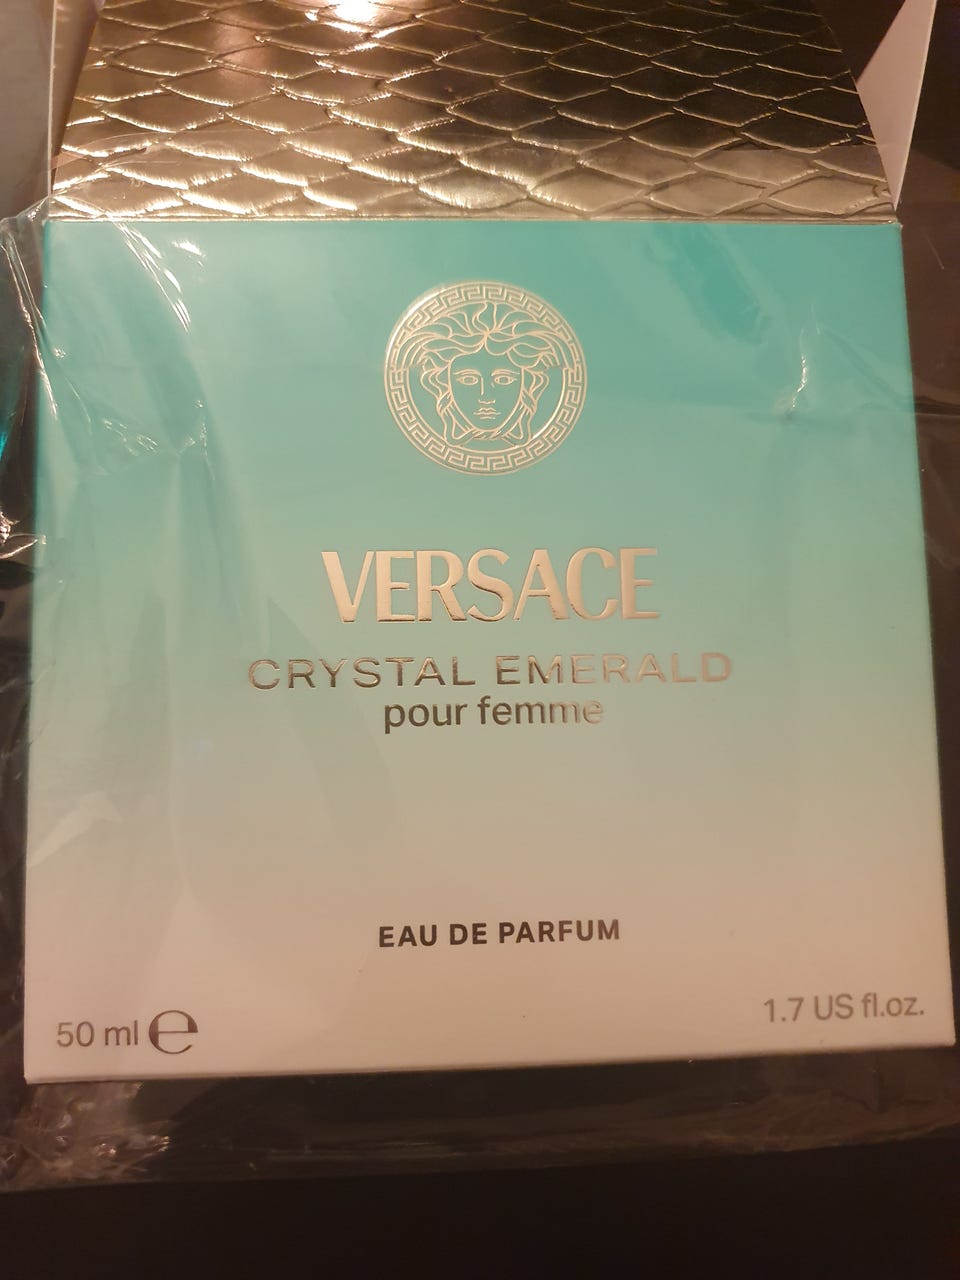 VERSACE
CRYSTAL EMERALD
pour femme
EAU DE PARFUM
50 ml ℮
1.7 US fl.oz.